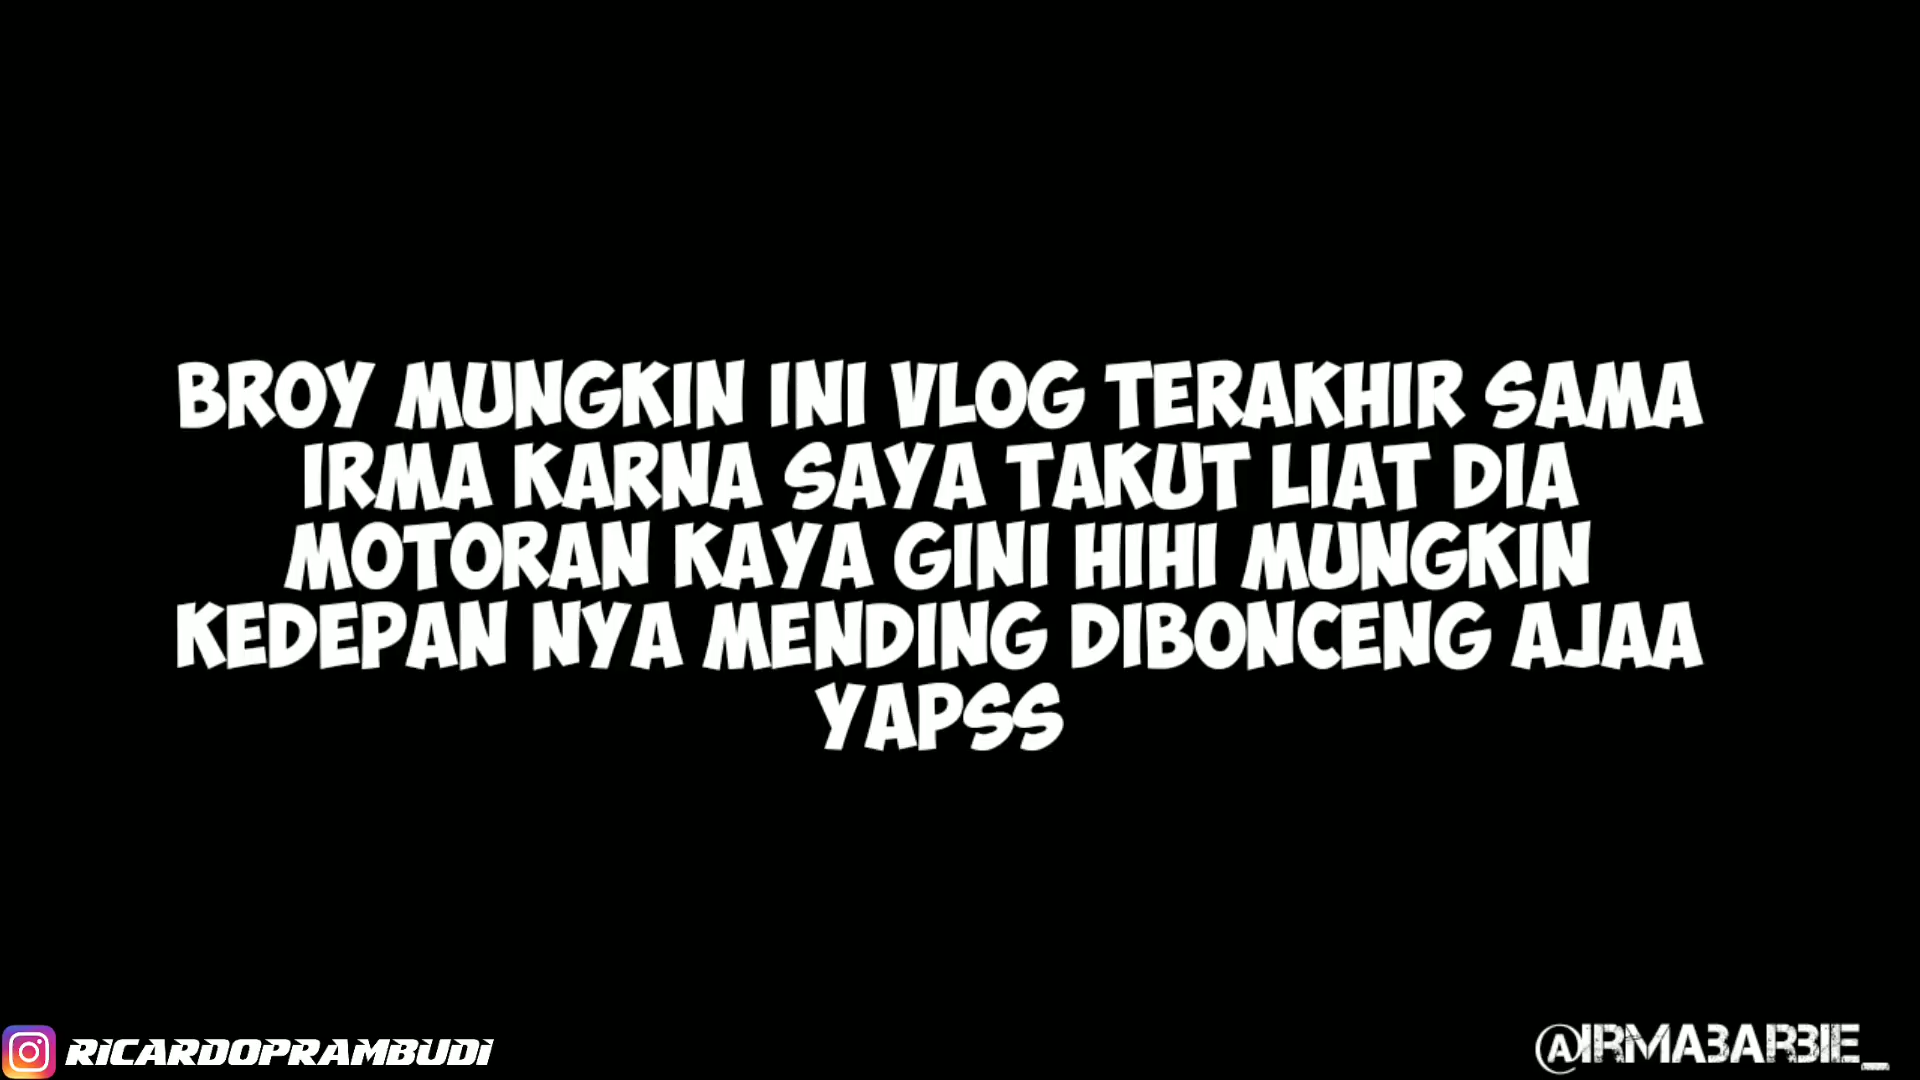 BROY MUNGKIN INI VLOG TERAKHIR SAMA
IRMA KARNA SAYA TAKUT LIAT DIA
MOTORAN KAYA GINI HIHI MUNGKIN
KEDEPAN NYA MENDING DIBONCENG AJAA
YAPSS
RICARDOPRAMBUDI
@IRMABARBIE_